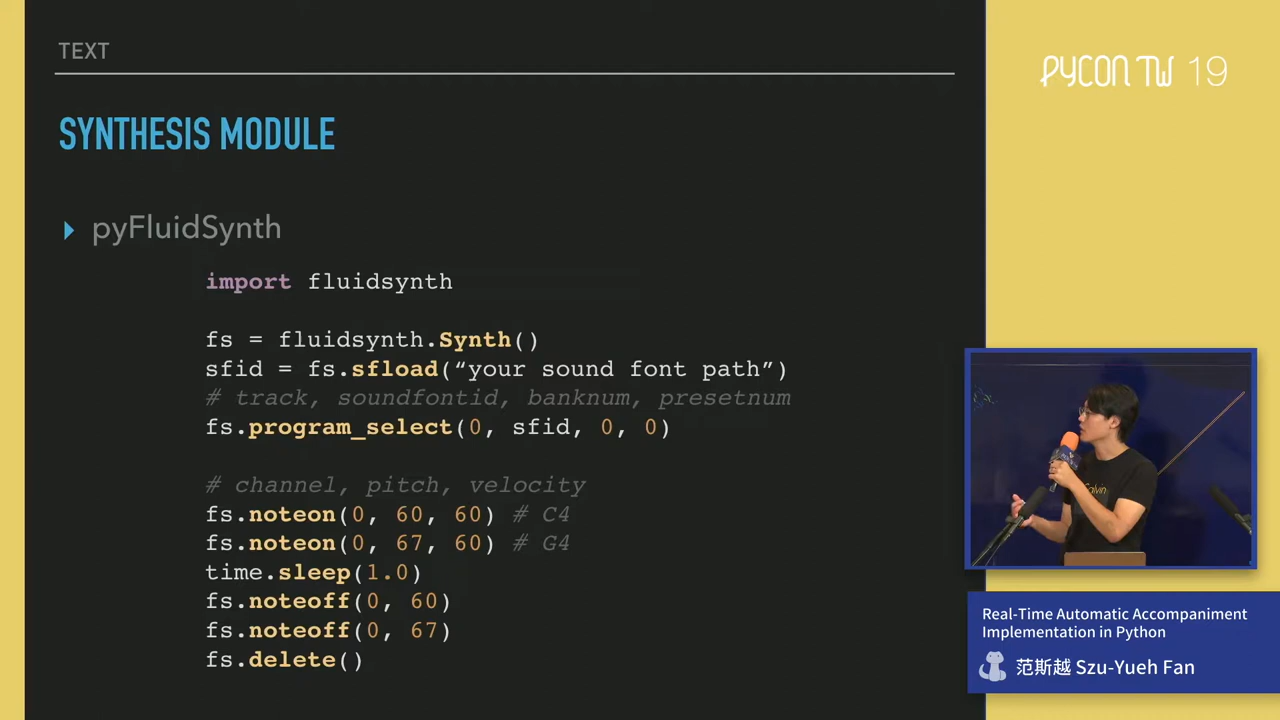 TEXT
PYCON TW 19
SYNTHESIS MODULE
pyFluidSynth
import fluidsynth
fs = fluidsynth.Synth()
sfid = fs.sfload(“your sound font path”)
# track, soundfontid, banknum, presetnum
fs.program_select(0, sfid, 0, 0)
# channel, pitch, velocity
fs.noteon(0, 60, 60) # C4
fs.noteon(0, 67, 60) # G4
time.sleep(1.0)
fs.noteoff(0, 60)
fs.noteoff(0, 67)
fs.delete()
Real-Time Automatic Accompaniment
Implementation in Python
范斯越 Szu-Yueh Fan